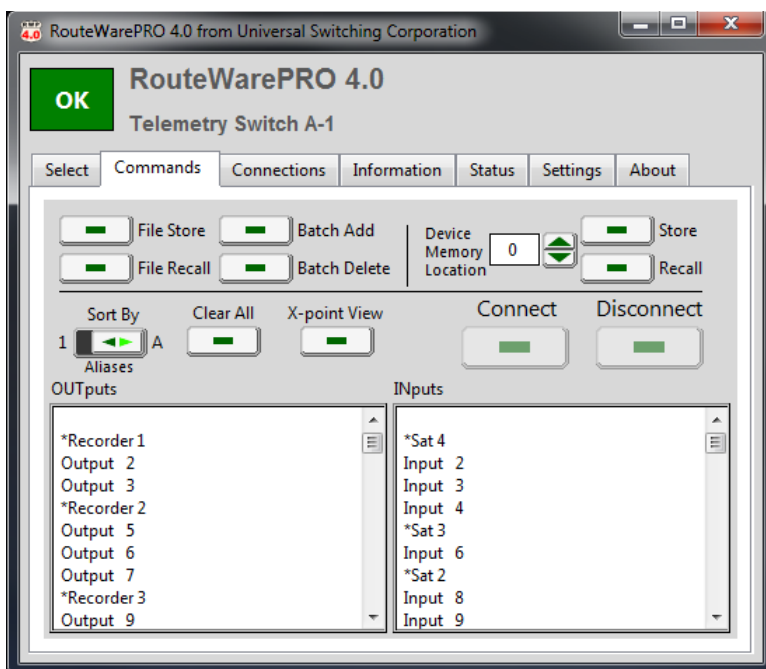 4.0 RouteWarePRO 4.0 from Universal Switching Corporation
OK
RouteWarePRO 4.0
Telemetry Switch A-1
Select Commands Connections Information Status Settings About
File Store Batch Add Device Memory Location 0 Store
File Recall Batch Delete Recall
Sort By Clear All X-point View Connect Disconnect
1 A
Aliases
OUTputs INputs
*Recorder 1 *Sat 4
Output 2 Input 2
Output 3 Input 3
*Recorder 2 Input 4
Output 5 *Sat 3
Output 6 Input 6
Output 7 *Sat 2
*Recorder 3 Input 8
Output 9 Input 9